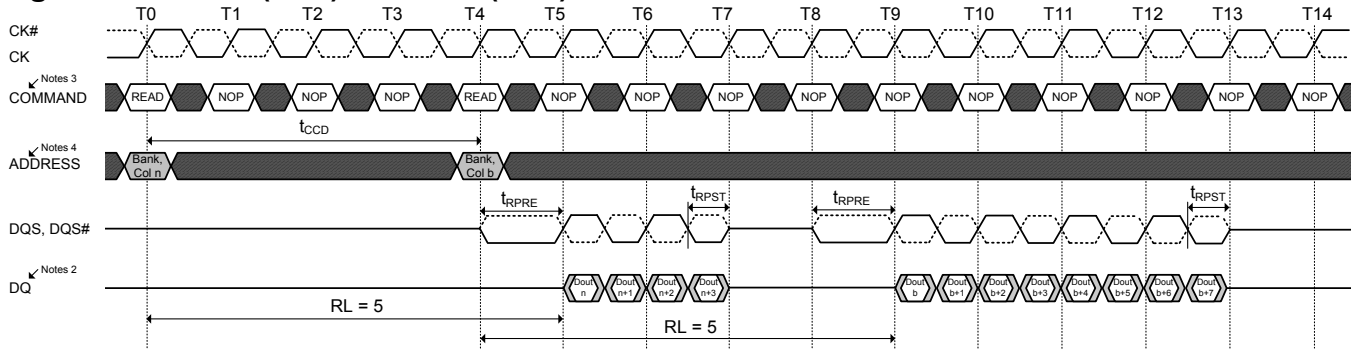 T0 T1 T2 T3 T4 T5 T6 T7 T8 T9 T10 T11 T12 T13 T14
CK#
CK
Notes 3
COMMAND READ NOP NOP NOP READ NOP NOP NOP NOP NOP NOP NOP NOP NOP NOP
tCCD
Notes 4
ADDRESS
Bank, Col n
Bank, Col b
tRPRE tRPST tRPRE tRPST
DQS, DQS#
Notes 2
DQ
Dout n Dout n+1 Dout n+2 Dout n+3 Dout b Dout b+1 Dout b+2 Dout b+3 Dout b+4 Dout b+5 Dout b+6 Dout b+7
RL = 5
RL = 5